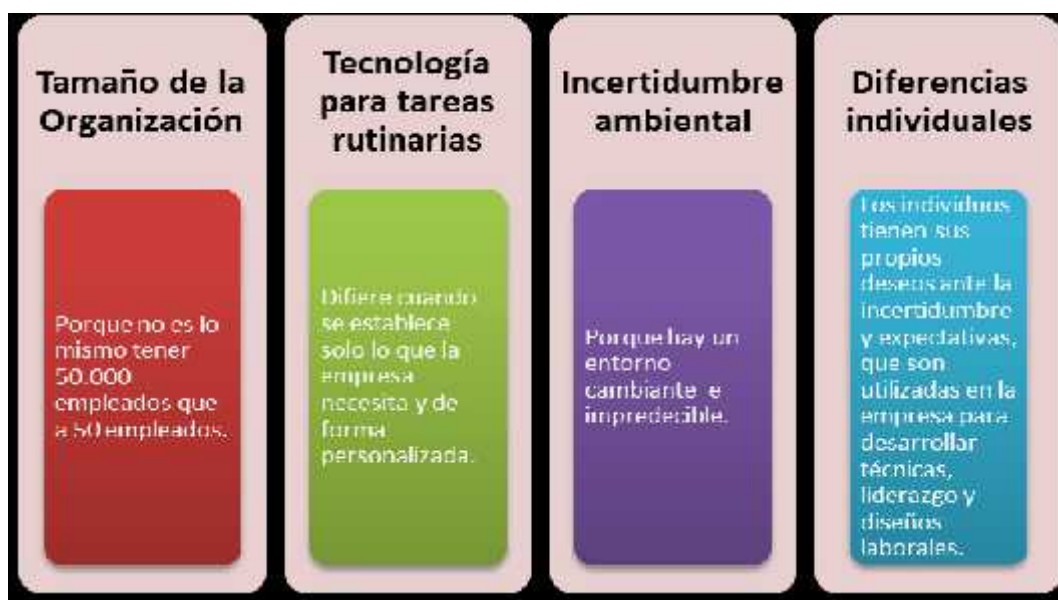 Tamaño de la
Organización
Porque no es lo
mismo tener
50.000
empleados que
a 50 empleados.
Tecnología
para tareas
rutinarias
Difiere cuando
se establece
solo lo que la
empresa
necesita y de
forma
personalizada.
Incertidumbre
ambiental
Porque hay un
entorno
cambiante e
impredecible.
Diferencias
individuales
Los individuos
tienen sus
propios
deseos ante la
incertidumbre
y expectativas,
que son
utilizadas en la
empresa para
desarrollar
técnicas,
liderazgo y
diseños
laborales.